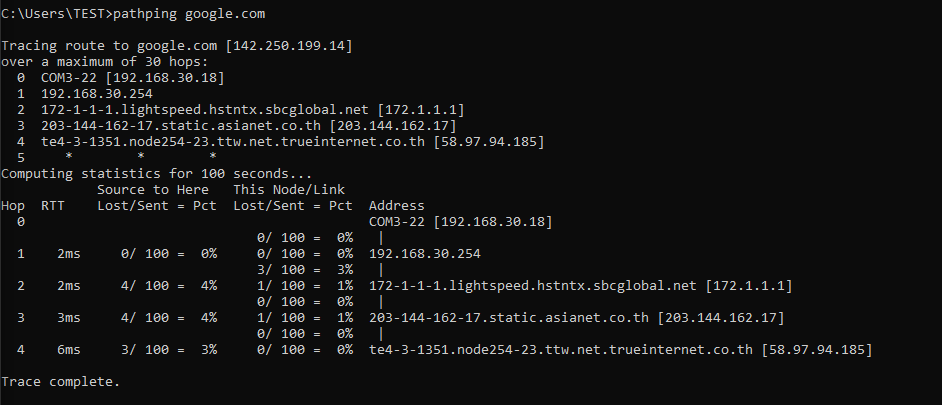 C:\Users\TEST>pathping google.com
Tracing route to google.com [142.250.199.14]
over a maximum of 30 hops:
  0  COM3-22 [192.168.30.18]
  1  192.168.30.254
  2  172-1-1-1.lightspeed.hstntx.sbcglobal.net [172.1.1.1]
  3  203-144-162-17.static.asianet.co.th [203.144.162.17]
  4  te4-3-1351.node254-23.ttw.net.trueinternet.co.th [58.97.94.185]
  5     *        *        *
Computing statistics for 100 seconds...
            Source to Here   This Node/Link
Hop  RTT    Lost/Sent = Pct  Lost/Sent = Pct  Address
  0                                           COM3-22 [192.168.30.18]
                                0/ 100 =  0%   |
  1    2ms     0/ 100 =  0%     0/ 100 =  0%  192.168.30.254
                                3/ 100 =  3%   |
  2    2ms     4/ 100 =  4%     1/ 100 =  1%  172-1-1-1.lightspeed.hstntx.sbcglobal.net [172.1.1.1]
                                0/ 100 =  0%   |
  3    3ms     4/ 100 =  4%     1/ 100 =  1%  203-144-162-17.static.asianet.co.th [203.144.162.17]
                                0/ 100 =  0%   |
  4    6ms     3/ 100 =  3%     0/ 100 =  0%  te4-3-1351.node254-23.ttw.net.trueinternet.co.th [58.97.94.185]
Trace complete.